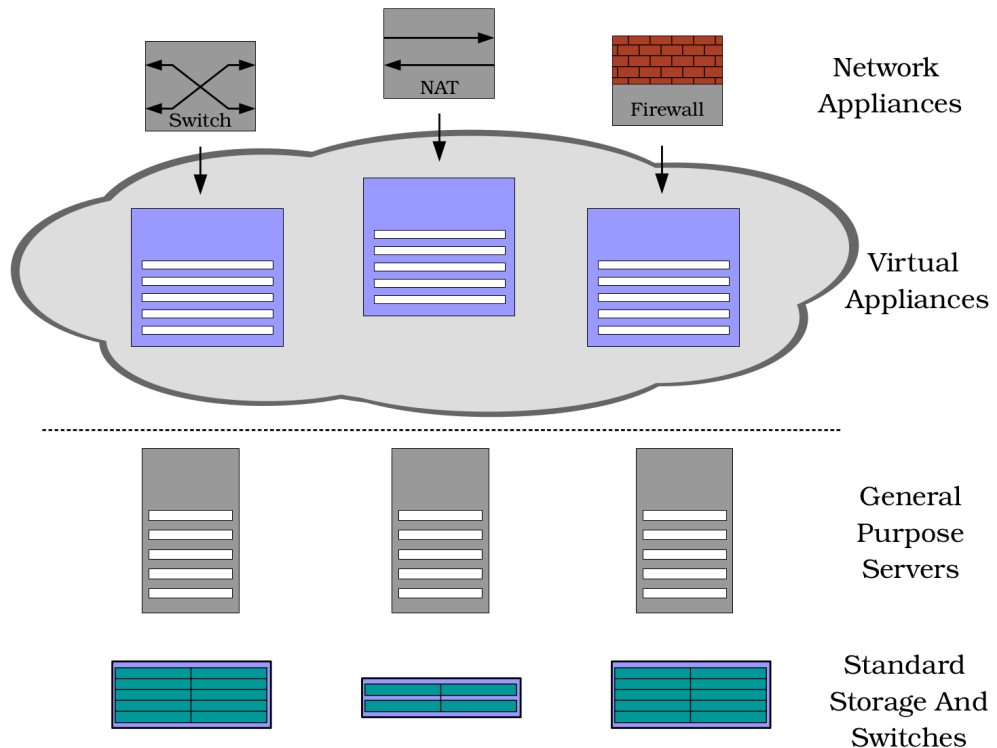 Switch
NAT
Firewall
Network
Appliances
Virtual
Appliances
General
Purpose
Servers
Standard
Storage And
Switches